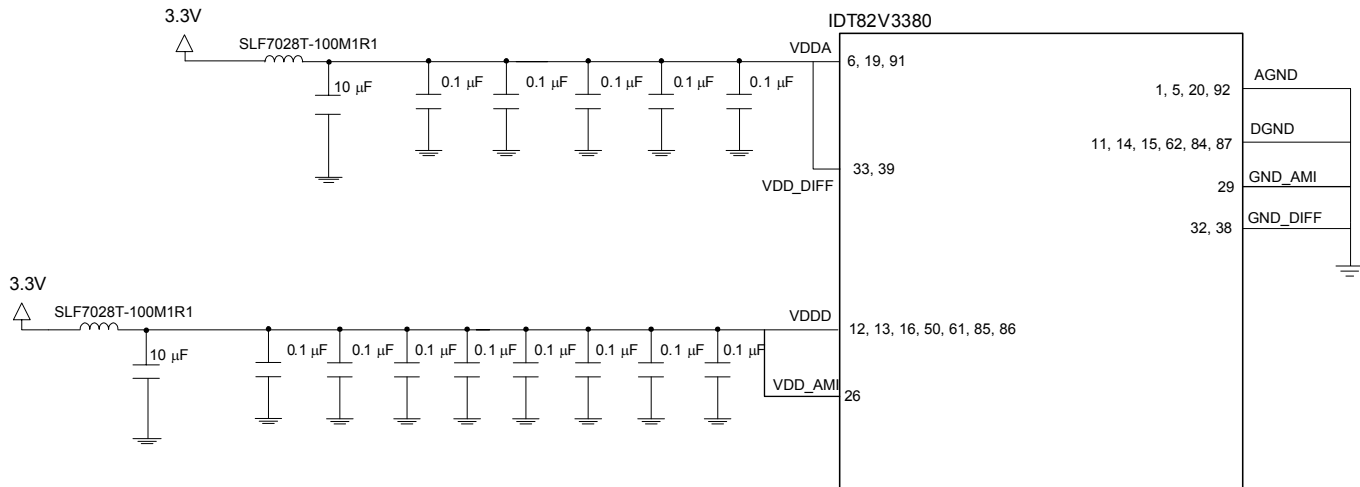 3.3V
IDT82V3380
SLF7028T-100M1R1
VDDA
6, 19, 91
10 μF
0.1 μF
0.1 μF
0.1 μF
0.1 μF
0.1 μF
AGND
1, 5, 20, 92
DGND
11, 14, 15, 62, 84, 87
33, 39
VDD_DIFF
GND_AMI
29
GND_DIFF
32, 38
3.3V
SLF7028T-100M1R1
VDDD
12, 13, 16, 50, 61, 85, 86
10 μF
0.1 μF
0.1 μF
0.1 μF
0.1 μF
0.1 μF
0.1 μF
0.1 μF
0.1 μF
VDD_AMI
26